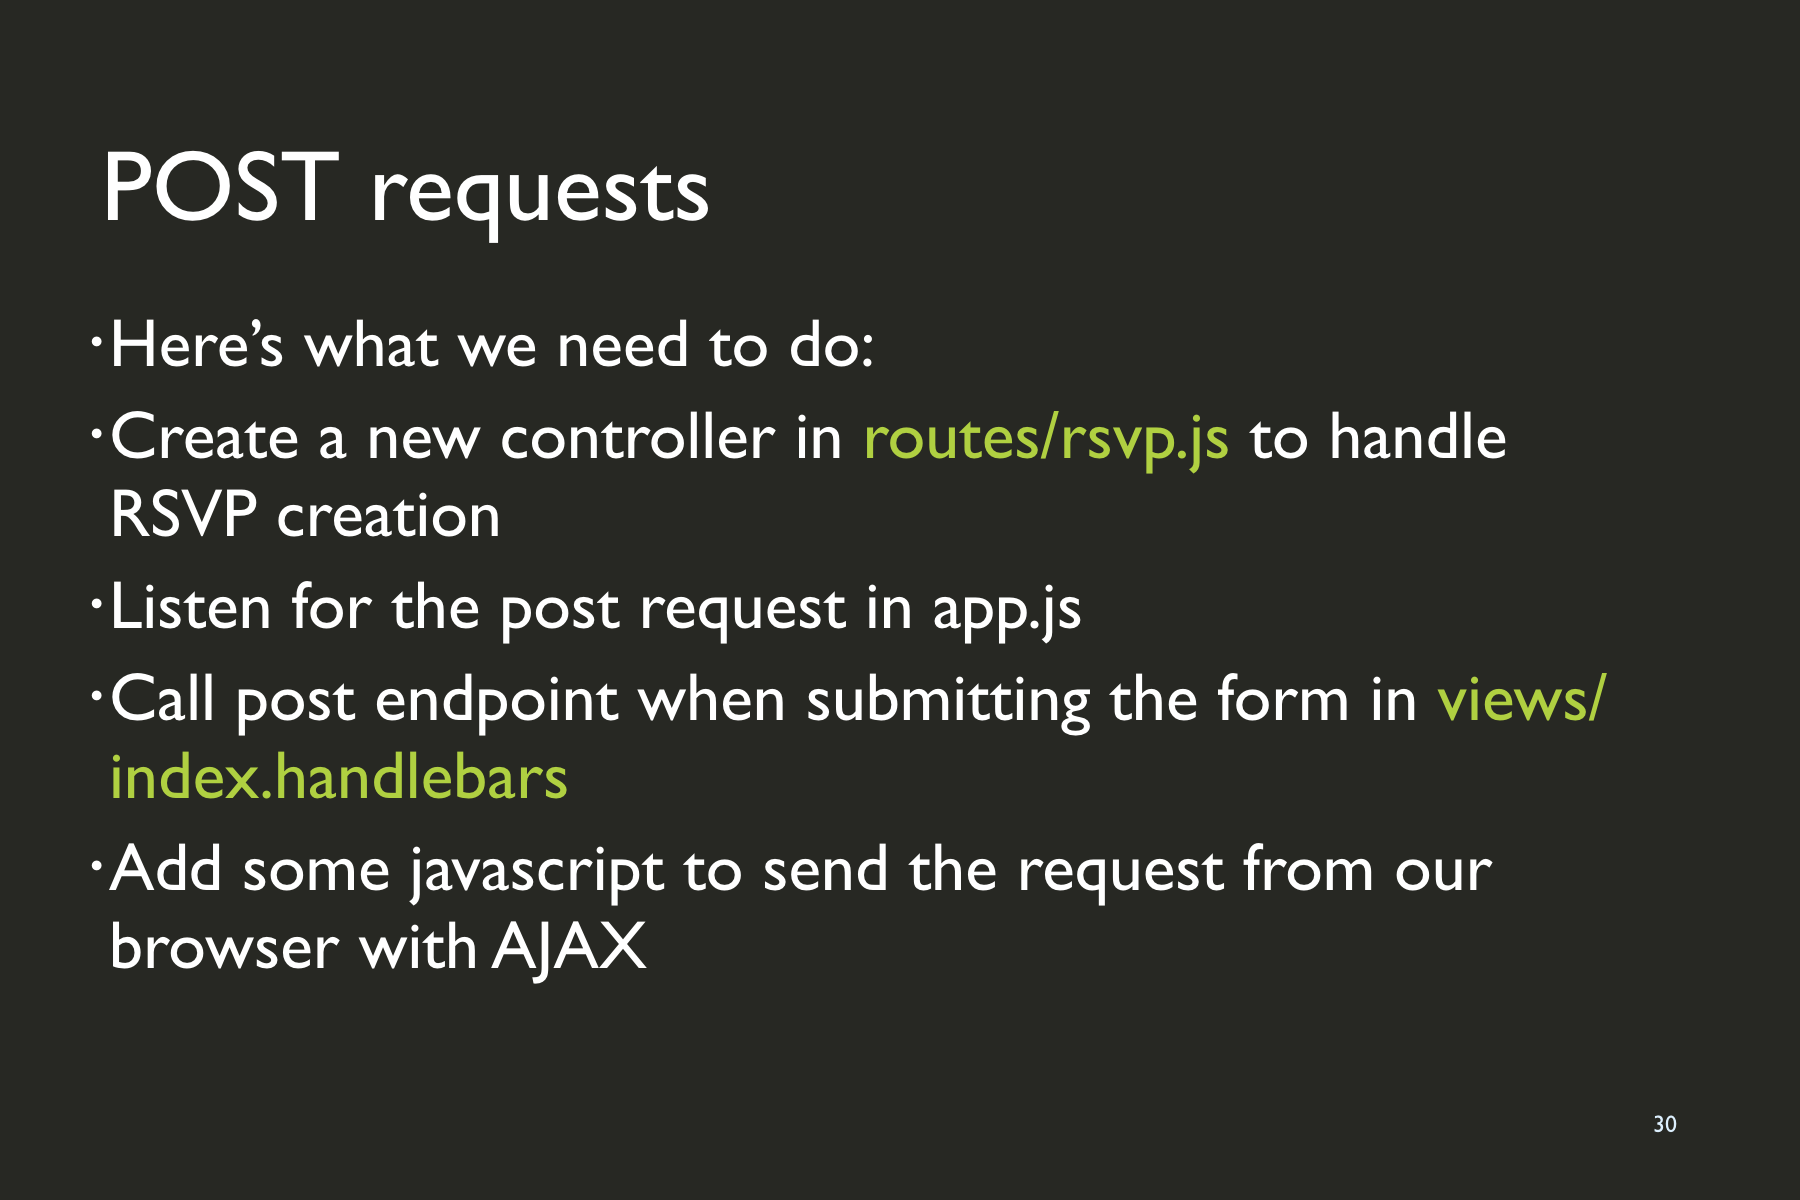 POST requests
•Here’s what we need to do:
•Create a new controller in routes/rsvp.js to handle
RSVP creation
•Listen for the post request in app.js
•Call post endpoint when submitting the form in views/
index.handlebars
•Add some javascript to send the request from our
browser with AJAX
30